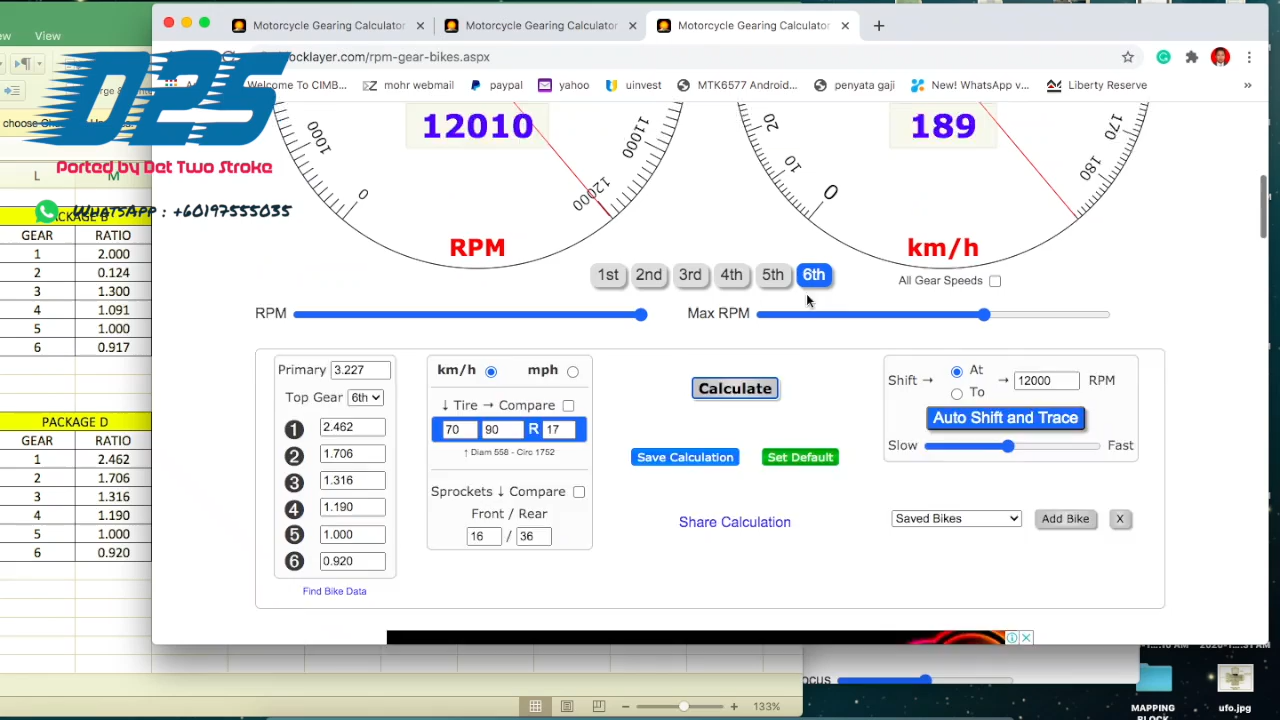 View
Motorcycle Gearing Calculator
Motorcycle Gearing Calculator
Motorcycle Gearing Calculator
ocklayer.com/rpm-gear-bikes.aspx
Welcome To CIMB...
mohr webmail
paypal
yahoo
uinvest
MTK6577 Android...
panyata gaji
New! WhatsApp v...
Liberty Reserve
»
D25
Ported by Det Two Stroke
WhatsApp : +60197555035
choose
L M
PACKAGE B
GEAR RATIO
1 2.000
2 0.124
3 1.300
4 1.091
5 1.000
6 0.917
PACKAGE D
GEAR RATIO
1 2.462
2 1.706
3 1.316
4 1.190
5 1.000
6 0.920
0 1000 11000 12000
12010
RPM
0 10 20 170 180
189
km/h
1st 2nd 3rd 4th 5th 6th
All Gear Speeds
RPM
Max RPM
Primary 3.227
Top Gear 6th
1 2.462
2 1.706
3 1.316
4 1.190
5 1.000
6 0.920
Find Bike Data
km/h mph
↓ Tire → Compare
70 90 R 17
↑ Diam 558 - Circ 1752
Sprockets ↓ Compare
Front / Rear
16 / 36
Calculate
Save Calculation
Set Default
Share Calculation
Shift → At → 12000 RPM
To
Auto Shift and Trace
Slow Fast
Saved Bikes
Add Bike
X
133%
MAPPING
BLOCK
ufo.jpg